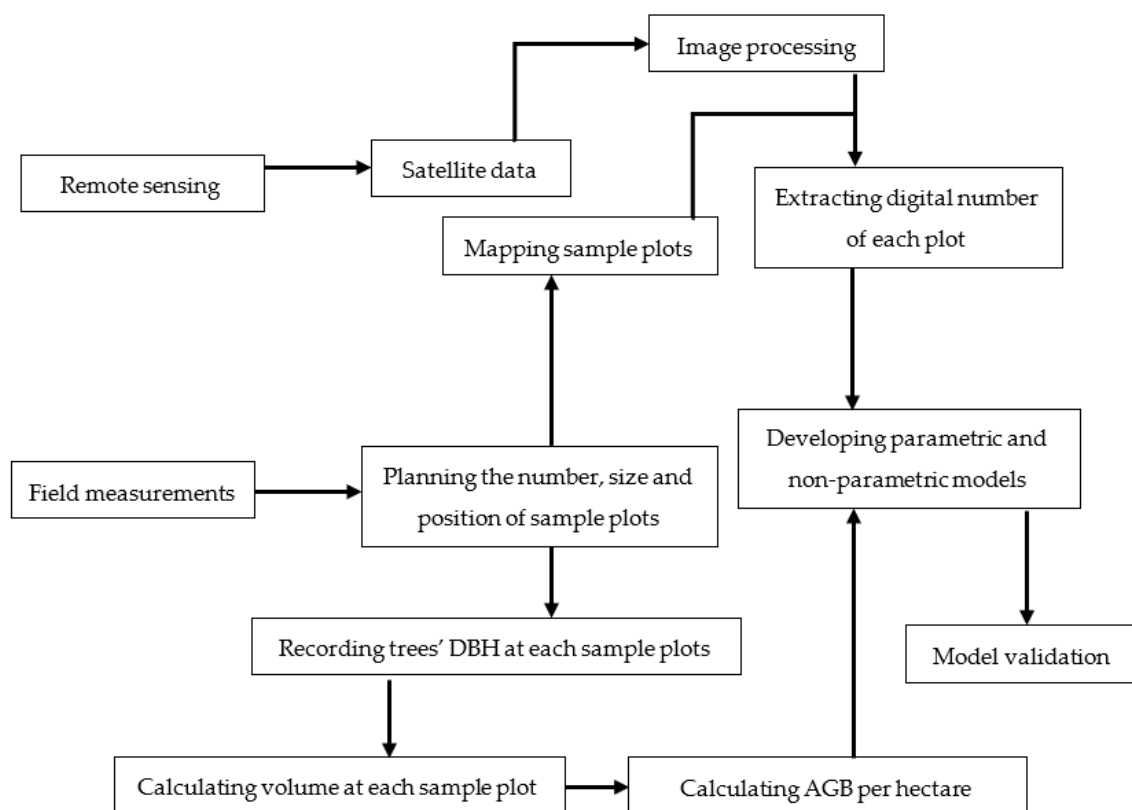 Image processing
Remote sensing
Satellite data
Extracting digital number
of each plot
Mapping sample plots
Field measurements
Planning the number, size and
position of sample plots
Developing parametric and
non-parametric models
Recording trees’ DBH at each sample plots
Model validation
Calculating volume at each sample plot
Calculating AGB per hectare